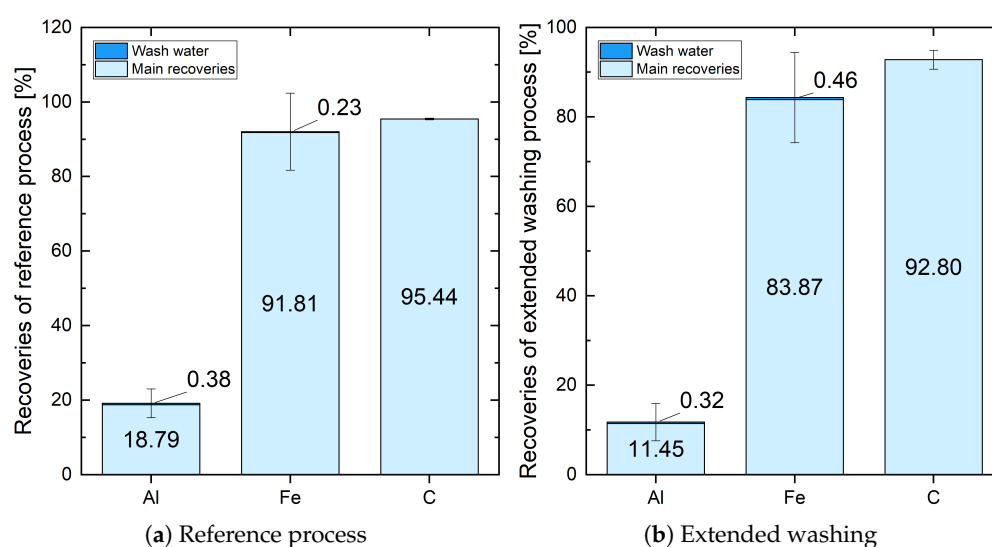 Recoveries of reference process [%]
120
100
80
60
40
20
0
Wash water
Main recoveries
0.38
18.79
0.23
91.81
95.44
Al Fe C
(a) Reference process
Recoveries of extended washing process [%]
100
80
60
40
20
0
Wash water
Main recoveries
0.32
11.45
0.46
83.87
92.80
Al Fe C
(b) Extended washing